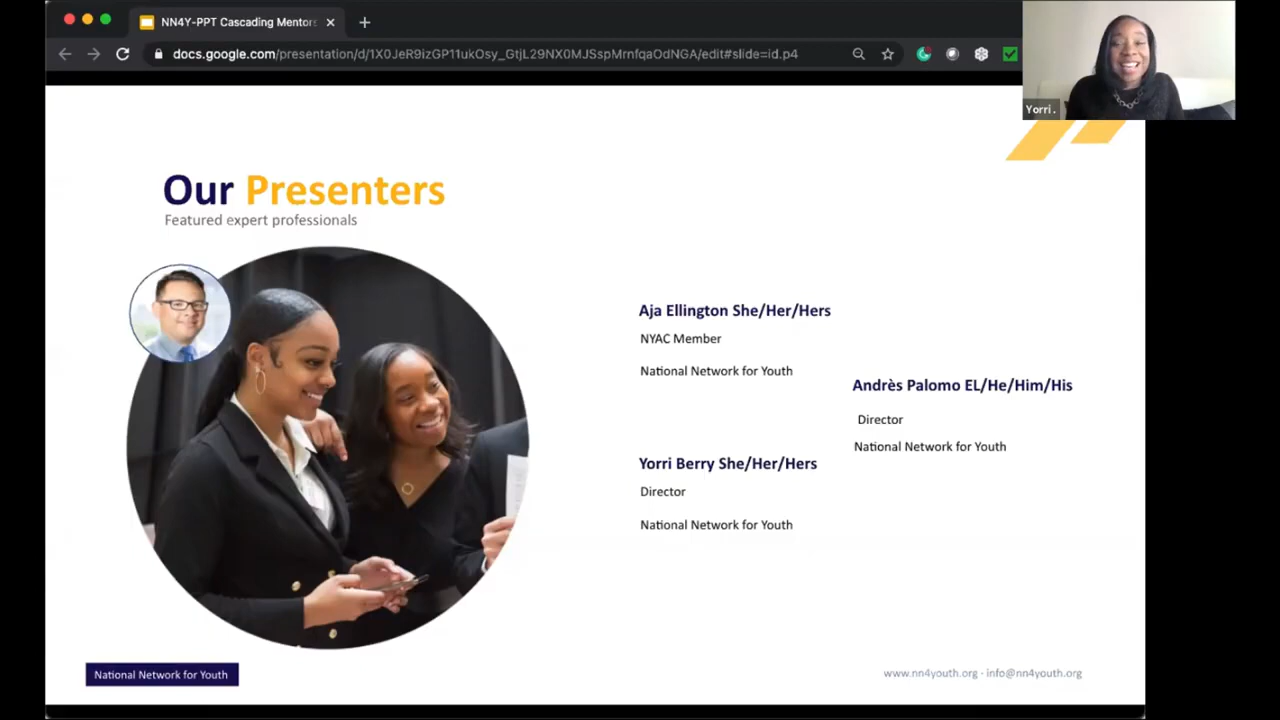 NN4Y-PPT Cascading Mentors
docs.google.com/presentation/d/1X0JeR9izGP11ukOsy_GtjL29NX0MJSspMrnfqaOdNGA/edit#slide=id.p4
Yorri .
Our Presenters
Featured expert professionals
Aja Ellington She/Her/Hers
NYAC Member
National Network for Youth
Andrès Palomo EL/He/Him/His
Director
National Network for Youth
Yorri Berry She/Her/Hers
Director
National Network for Youth
National Network for Youth
www.nn4youth.org · info@nn4youth.org